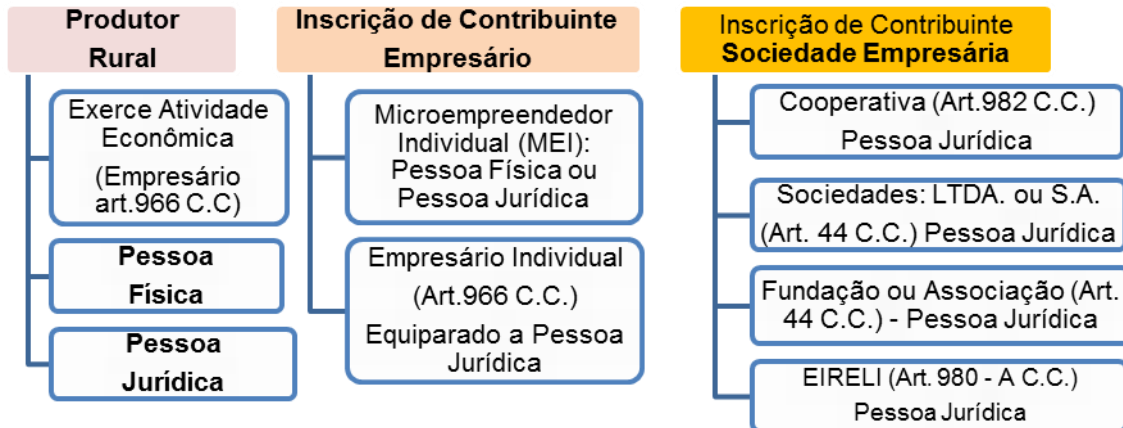 Produtor
Rural
Exerce Atividade
Econômica
(Empresário
art.966 C.C)
Pessoa
Física
Pessoa
Jurídica
Inscrição de Contribuinte
Empresário
Microempreendedor
Individual (MEI):
Pessoa Física ou
Pessoa Jurídica
Empresário Individual
(Art.966 C.C.)
Equiparado a Pessoa
Jurídica
Inscrição de Contribuinte
Sociedade Empresária
Cooperativa (Art.982 C.C.)
Pessoa Jurídica
Sociedades: LTDA. ou S.A.
(Art. 44 C.C.) Pessoa Jurídica
Fundação ou Associação (Art.
44 C.C.) - Pessoa Jurídica
EIRELI (Art. 980 - A C.C.)
Pessoa Jurídica